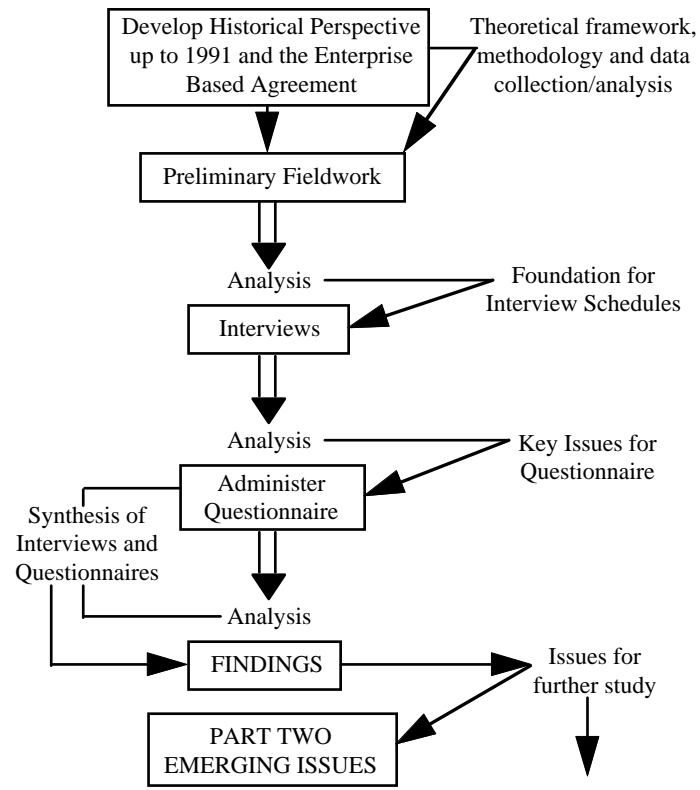 Develop Historical Perspective
up to 1991 and the Enterprise
Based Agreement
Theoretical framework,
methodology and data
collection/analysis
Preliminary Fieldwork
Analysis
Foundation for
Interview Schedules
Interviews
Analysis
Key Issues for
Questionnaire
Administer
Questionnaire
Synthesis of
Interviews and
Questionnaires
Analysis
FINDINGS
Issues for
further study
PART TWO
EMERGING ISSUES